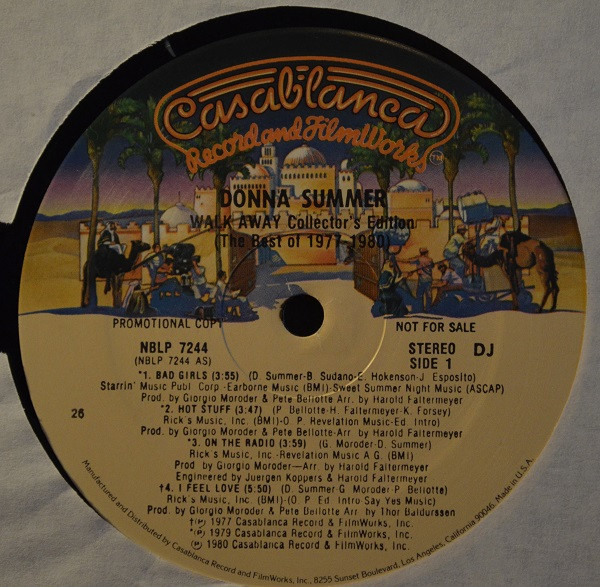 Casablanca
Record and FilmWorks TM
DONNA SUMMER
WALK AWAY Collector's Edition
(The Best of 1977-1980)
PROMOTIONAL COPY
NOT FOR SALE
NBLP 7244
(NBLP 7244 AS)
STEREO DJ
SIDE 1
*1. BAD GIRLS (3:55) (D. Summer-B. Sudano-E. Hokenson-J. Esposito)
Starrin' Music Publ. Corp.-Earborne Music (BMI)-Sweet Summer Night Music (ASCAP)
Prod. by Giorgio Moroder & Pete Bellotte-Arr. by Harold Faltermeyer
26
*2. HOT STUFF (3:47) (P. Bellotte-H. Faltermeyer-K. Forsey)
Rick's Music, Inc. (BMI)-(O. P. Revelation Music-Ed. Intro)
Prod. by Giorgio Moroder & Pete Bellotte-Arr. by Harold Faltermeyer
*3. ON THE RADIO (3:59) (G. Moroder-D. Summer)
Rick's Music, Inc.-Revelation Music A.G. (BMI)
Prod by Giorgio Moroder—Arr. by Harold Faltermeyer
Engineered by Juergen Koppers & Harold Faltermeyer
†4. I FEEL LOVE (5:50) (D. Summer-G. Moroder-P. Bellotte)
Rick's Music, Inc. (BMI)-(O. P. Ed. Intro Say Yes Music)
Prod. by Giorgio Moroder & Pete Bellotte-Arr. by Thor Baldursson
†℗ 1977 Casablanca Record & FilmWorks, Inc.
*℗ 1979 Casablanca Record & FilmWorks, Inc.
℗ 1980 Casablanca Record & FilmWorks, Inc.
Manufactured and Distributed by Casablanca Record and FilmWorks, Inc., 8255 Sunset Boulevard, Los Angeles, California 90046. Made in U.S.A.